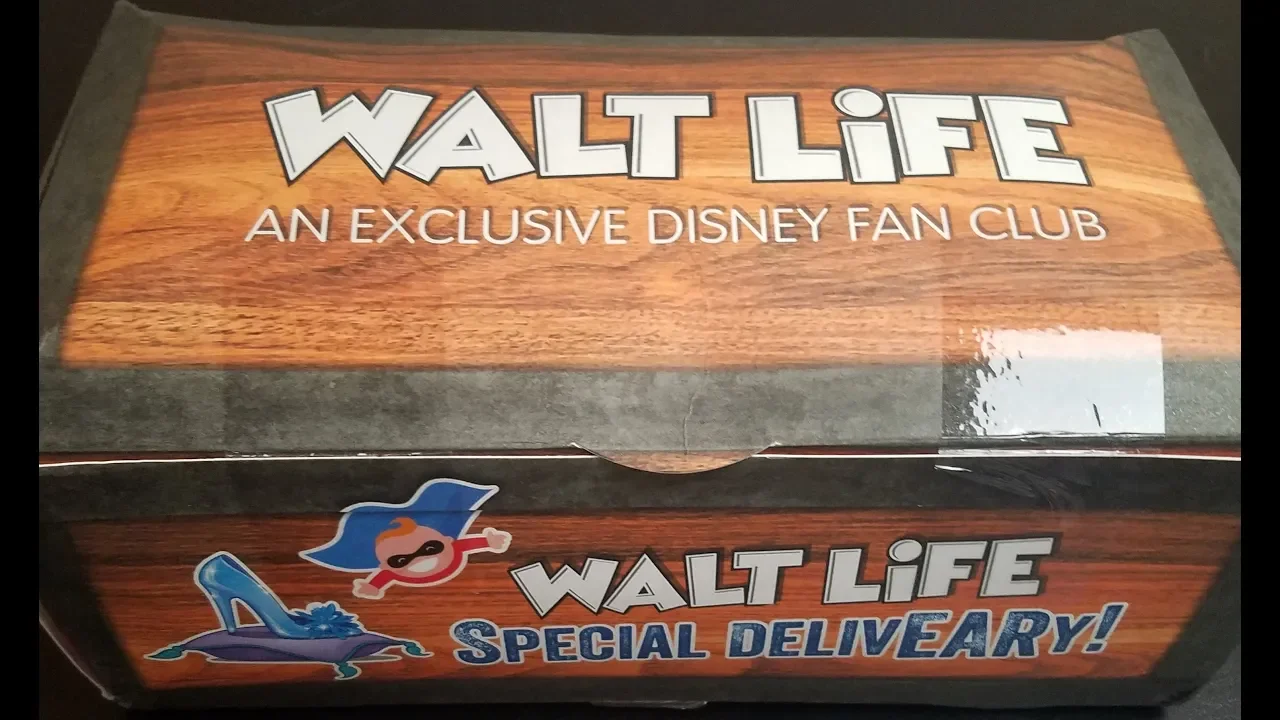 WALT LiFE
AN EXCLUSIVE DISNEY FAN CLUB
WALT LiFE
SPECIAL DELIVEARY!